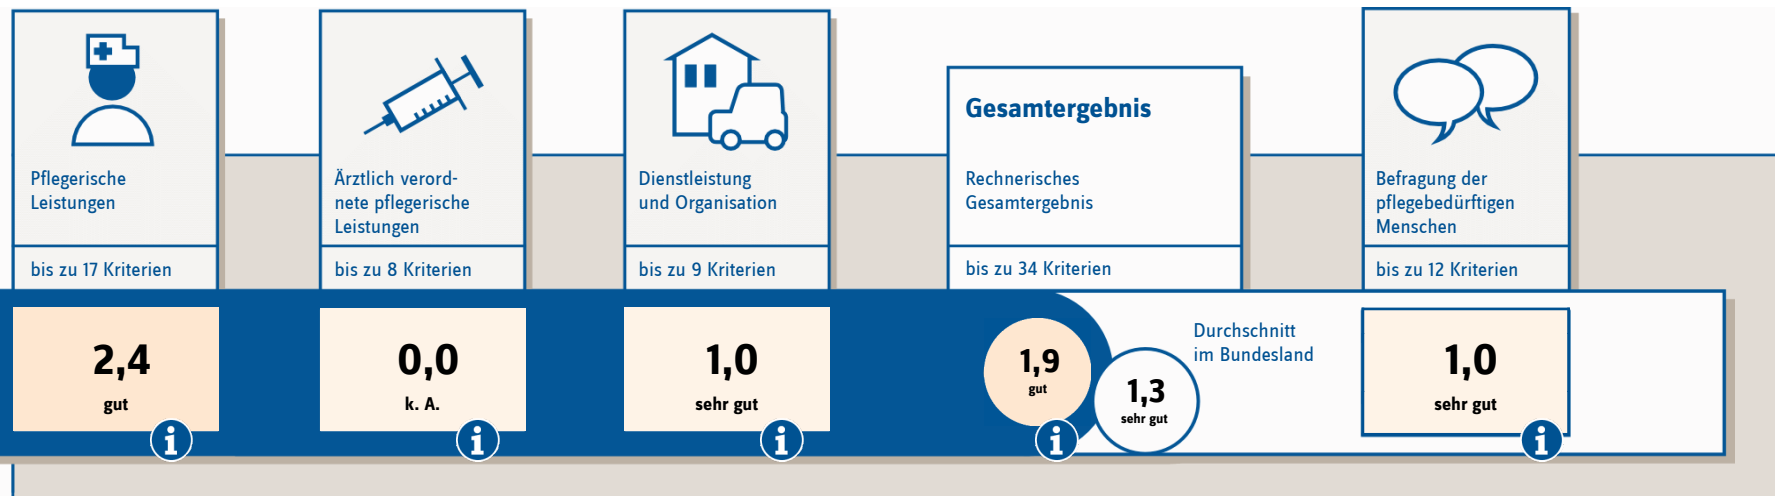 Pflegerische
Leistungen
bis zu 17 Kriterien
2,4
gut
Ärztlich verord-
nete pflegerische
Leistungen
bis zu 8 Kriterien
0,0
k. A.
Dienstleistung
und Organisation
bis zu 9 Kriterien
1,0
sehr gut
Gesamtergebnis
Rechnerisches
Gesamtergebnis
bis zu 34 Kriterien
1,9
gut
1,3
sehr gut
Durchschnitt
im Bundesland
Befragung der
pflegebedürftigen
Menschen
bis zu 12 Kriterien
1,0
sehr gut